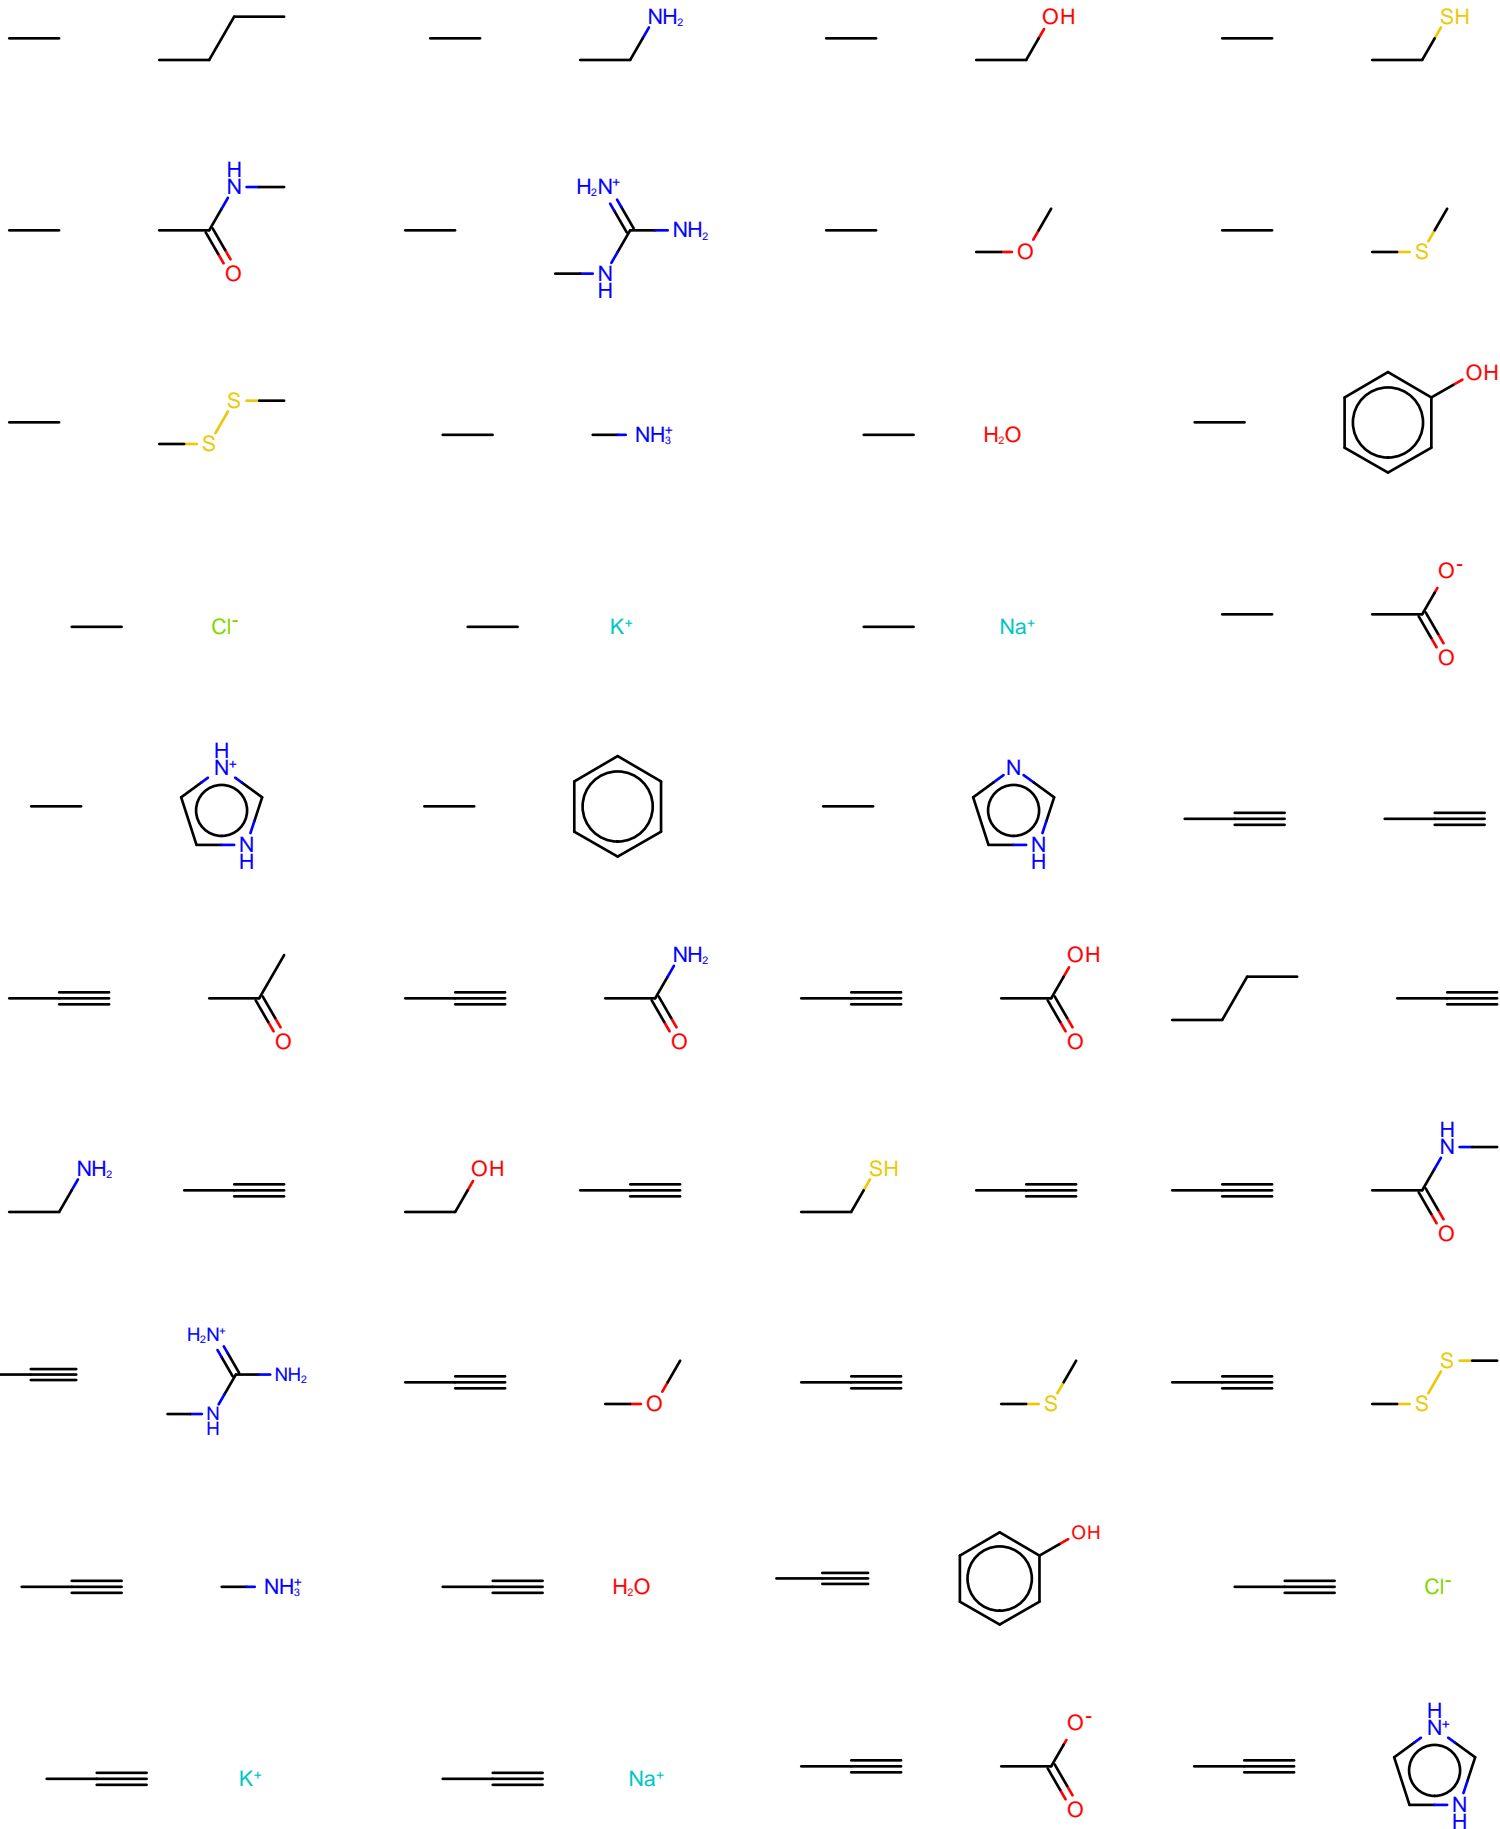 NH₂ OH SH
H
N
O
H₂N⁺
NH₂
N
H
O S
S
S
NH₃⁺ H₂O OH
Cl⁻ K⁺ Na⁺ O⁻
O
H
N⁺
N
H
N
N
H
O
NH₂
O
OH
O
NH₂ OH SH
H
N
O
H₂N⁺
NH₂
N
H
O S
S
S
NH₃⁺ H₂O OH Cl⁻
K⁺ Na⁺ O⁻
O
H
N⁺
N
H